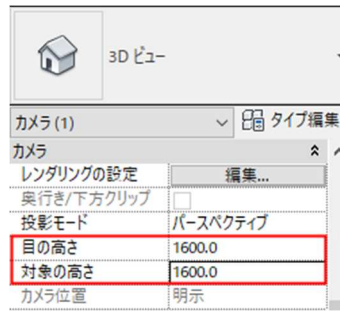 3D ビュー
カメラ (1) タイプ編集
カメラ
レンダリングの設定 編集...
奥行き/下方クリップ
投影モード パースペクティブ
目の高さ 1600.0
対象の高さ 1600.0
カメラ位置 明示